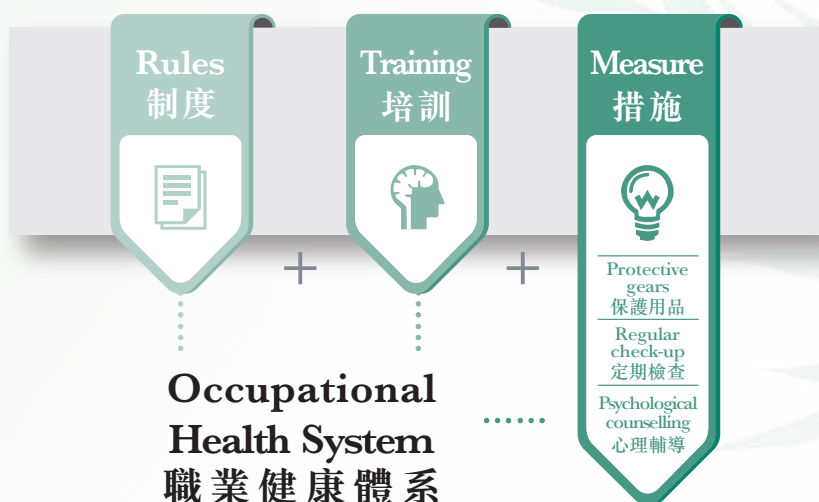 Rules
制度
Training
培訓
Measure
措施
+
+
Protective
gears
保護用品
Regular
check-up
定期檢查
Psychological
counselling
心理輔導
Occupational
Health System
職業健康體系